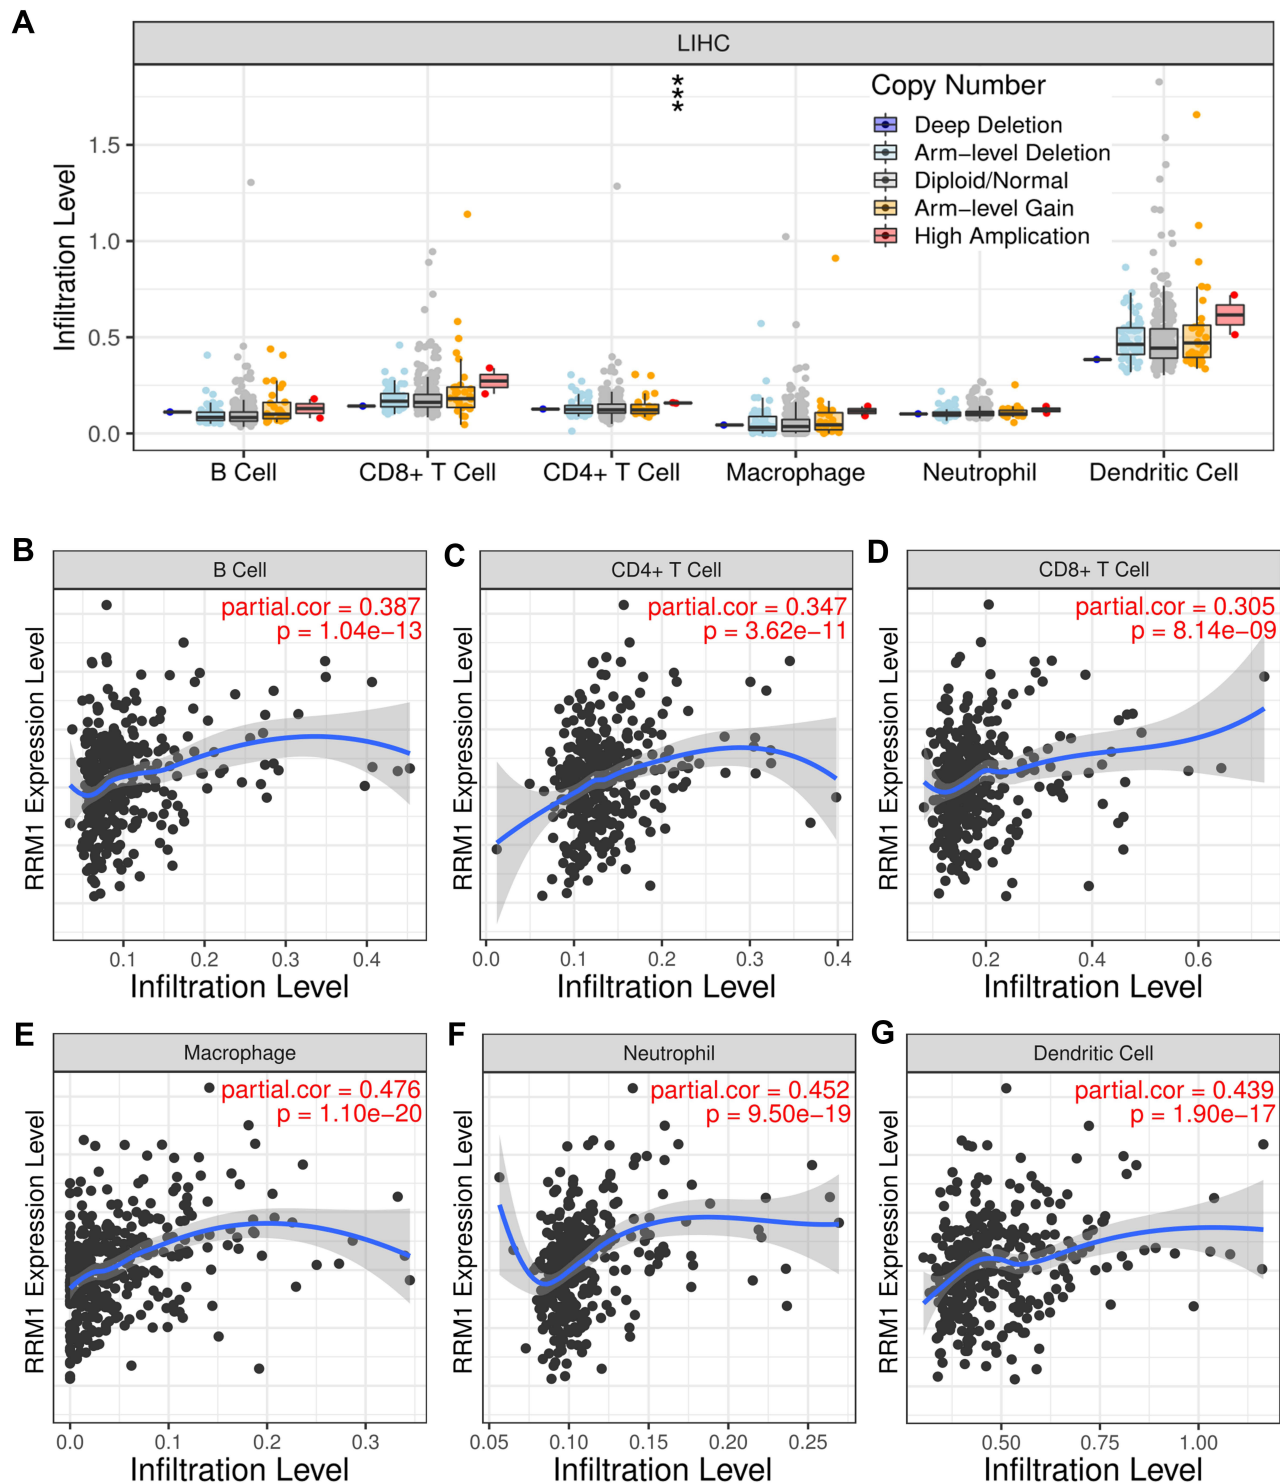 A
LIHC
***
Copy Number
Deep Deletion
Arm−level Deletion
Diploid/Normal
Arm−level Gain
High Amplication
Infiltration Level
1.5
1.0
0.5
0.0
B Cell CD8+ T Cell CD4+ T Cell Macrophage Neutrophil Dendritic Cell
B
B Cell
partial.cor = 0.387
p = 1.04e−13
RRM1 Expression Level
0.1 0.2 0.3 0.4
Infiltration Level
C
CD4+ T Cell
partial.cor = 0.347
p = 3.62e−11
RRM1 Expression Level
0.0 0.1 0.2 0.3 0.4
Infiltration Level
D
CD8+ T Cell
partial.cor = 0.305
p = 8.14e−09
RRM1 Expression Level
0.2 0.4 0.6
Infiltration Level
E
Macrophage
partial.cor = 0.476
p = 1.10e−20
RRM1 Expression Level
0.0 0.1 0.2 0.3
Infiltration Level
F
Neutrophil
partial.cor = 0.452
p = 9.50e−19
RRM1 Expression Level
0.05 0.10 0.15 0.20 0.25
Infiltration Level
G
Dendritic Cell
partial.cor = 0.439
p = 1.90e−17
RRM1 Expression Level
0.50 0.75 1.00
Infiltration Level